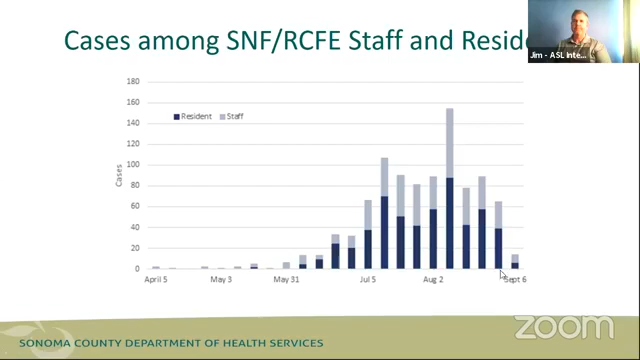 Cases among SNF/RCFE Staff and Reside
Jim - ASL Inte...
180
160
140
120
100
80
60
40
20
0
Cases
Resident Staff
April 5 May 3 May 31 Jul 5 Aug 2 Sept 6
zoom
SONOMA COUNTY DEPARTMENT OF HEALTH SERVICES